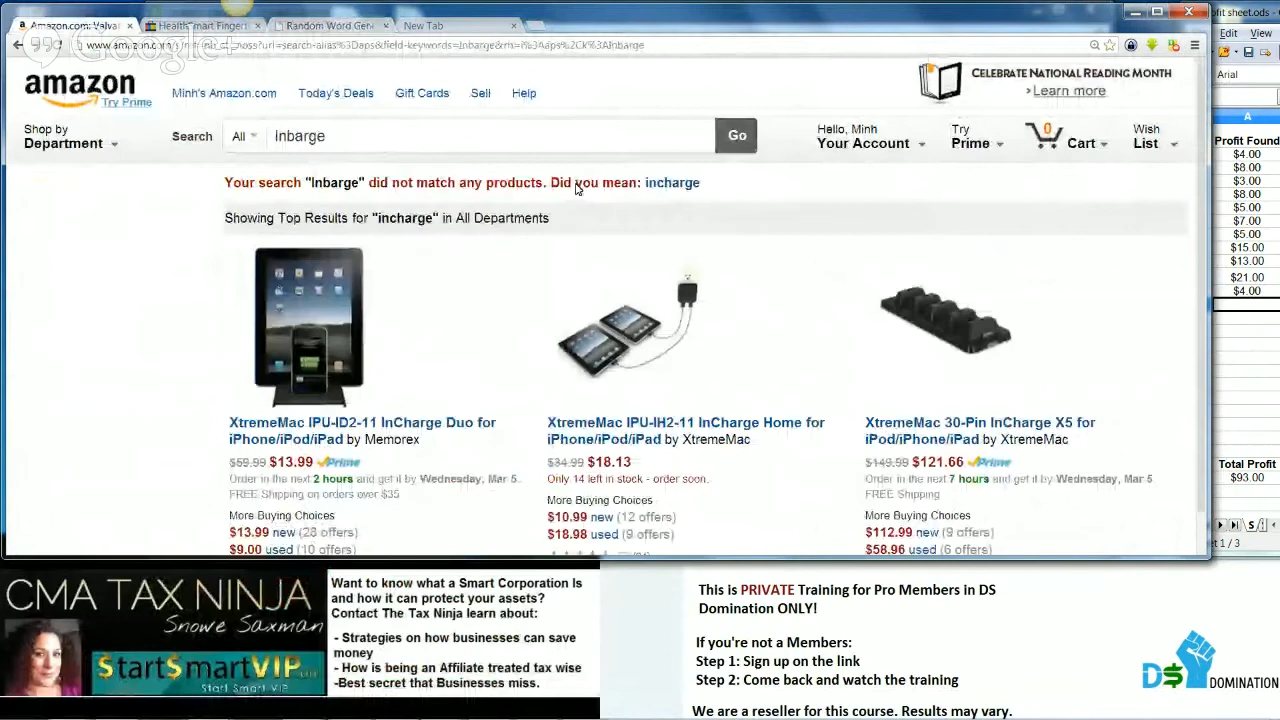 Amazon.com: Valva
Healthsmart Fingerti
Random Word Gene
New Tab
Google+
amazon
Try Prime
Minh's Amazon.com
Today's Deals
Gift Cards
Sell
Help
CELEBRATE NATIONAL READING MONTH
›Learn more
Shop by
Department
Search
All
Inbarge
Go
Hello, Minh
Your Account
Try
Prime
0
Cart
Wish
List
Your search "Inbarge" did not match any products. Did you mean: incharge
Showing Top Results for "incharge" in All Departments
XtremeMac IPU-ID2-11 InCharge Duo for
iPhone/iPod/iPad by Memorex
$59.99 $13.99 Prime
Order in the next 2 hours and get it by Wednesday, Mar 5.
FREE Shipping on orders over $35
More Buying Choices
$13.99 new (28 offers)
$9.00 used (10 offers)
XtremeMac IPU-IH2-11 InCharge Home for
iPhone/iPod/iPad by XtremeMac
$34.99 $18.13
Only 14 left in stock - order soon.
More Buying Choices
$10.99 new (12 offers)
$18.98 used (9 offers)
XtremeMac 30-Pin InCharge X5 for
iPod/iPhone/iPad by XtremeMac
$149.99 $121.66 Prime
Order in the next 7 hours and get it by Wednesday, Mar 5
FREE Shipping
More Buying Choices
$112.99 new (9 offers)
$58.96 used (6 offers)
ofit sheet.ods
Edit View
Arial
A
Profit Found
$4.00
$8.00
$3.00
$8.00
$5.00
$7.00
$5.00
$15.00
$13.00
$21.00
$4.00
Total Profit
$93.00
et 1 / 3
CMA TAX NINJA
Snowe Saxman
$tart$martVIP
Start Smart VIP
Want to know what a Smart Corporation Is
and how it can protect your assets?
Contact The Tax Ninja learn about:
- Strategies on how businesses can save
money
- How is being an Affiliate treated tax wise
-Best secret that Businesses miss.
This is PRIVATE Training for Pro Members in DS
Domination ONLY!
If you're not a Members:
Step 1: Sign up on the link
Step 2: Come back and watch the training
We are a reseller for this course. Results may vary.
D$
DOMINATION